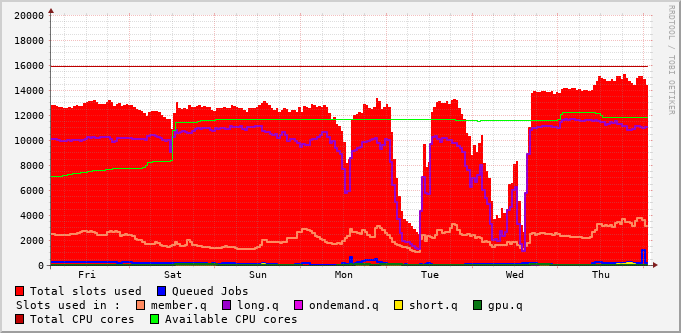 RRDTOOL / TOBI OETIKER
20000
18000
16000
14000
12000
10000
8000
6000
4000
2000
0
Fri Sat Sun Mon Tue Wed Thu
Total slots used Queued Jobs
Slots used in : member.q long.q ondemand.q short.q gpu.q
Total CPU cores Available CPU cores